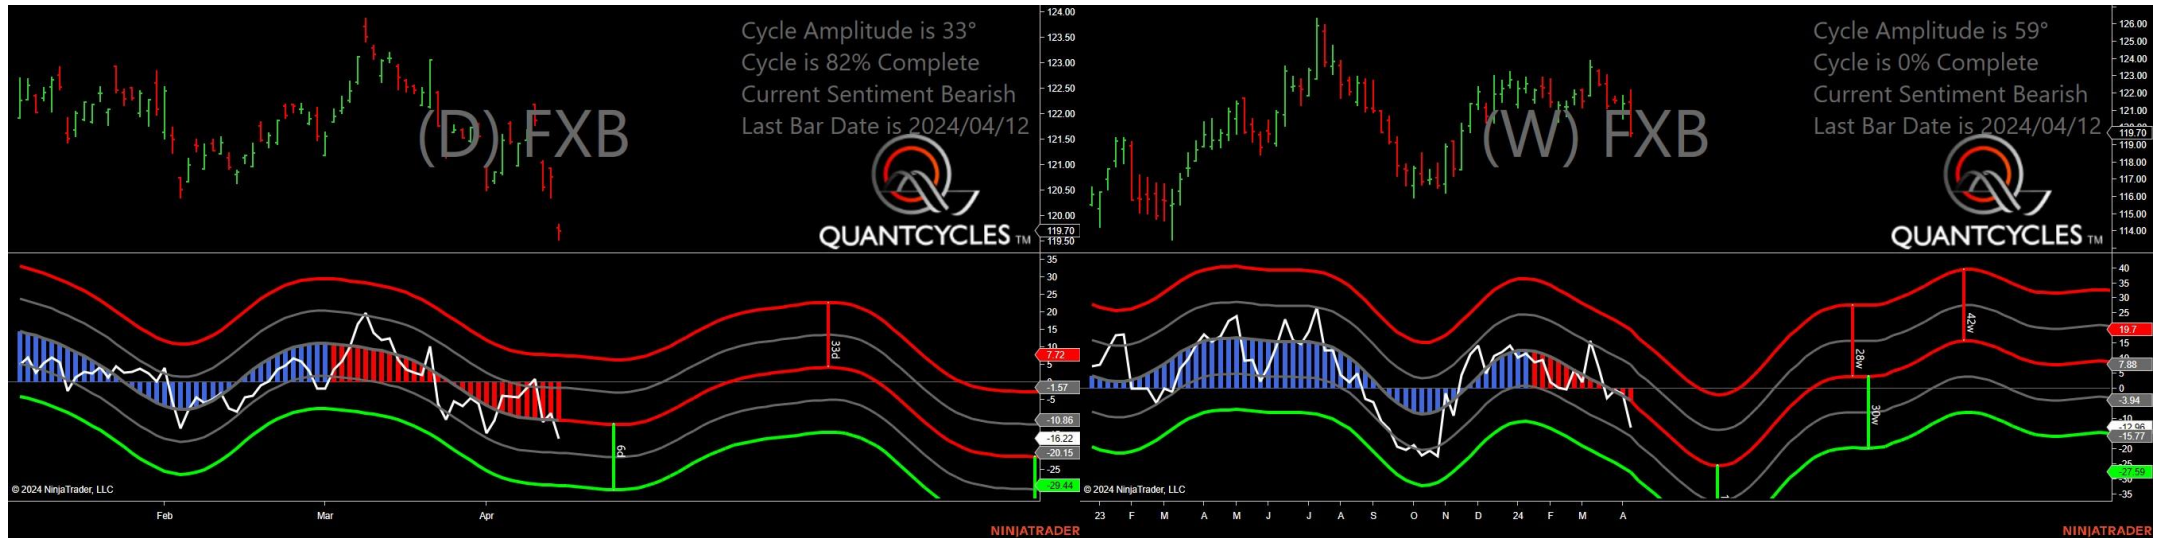 Cycle Amplitude is 33°
Cycle is 82% Complete
Current Sentiment Bearish
Last Bar Date is 2024/04/12
(D) FXB
QUANTCYCLES TM
124.00
123.50
123.00
122.50
122.00
121.50
121.00
120.50
120.00
119.70
119.50
35
30
25
20
15
10
5
7.72
0
-1.57
-5
-10.86
-16.22
-20.15
-25
-29.44
-35
33d
6d
© 2024 NinjaTrader, LLC
Feb
Mar
Apr
NINJATRADER
Cycle Amplitude is 59°
Cycle is 0% Complete
Current Sentiment Bearish
Last Bar Date is 2024/04/12
(W) FXB
QUANTCYCLES TM
126.00
125.00
124.00
123.00
122.00
121.00
119.70
119.00
118.00
117.00
116.00
115.00
114.00
40
35
30
25
19.7
15
10
7.88
5
0
-3.94
-10
-12.96
-15.77
-20
-27.59
-30
-35
28w
42w
30w
© 2024 NinjaTrader, LLC
23
F
M
A
M
J
J
A
S
O
N
D
24
F
M
A
NINJATRADER